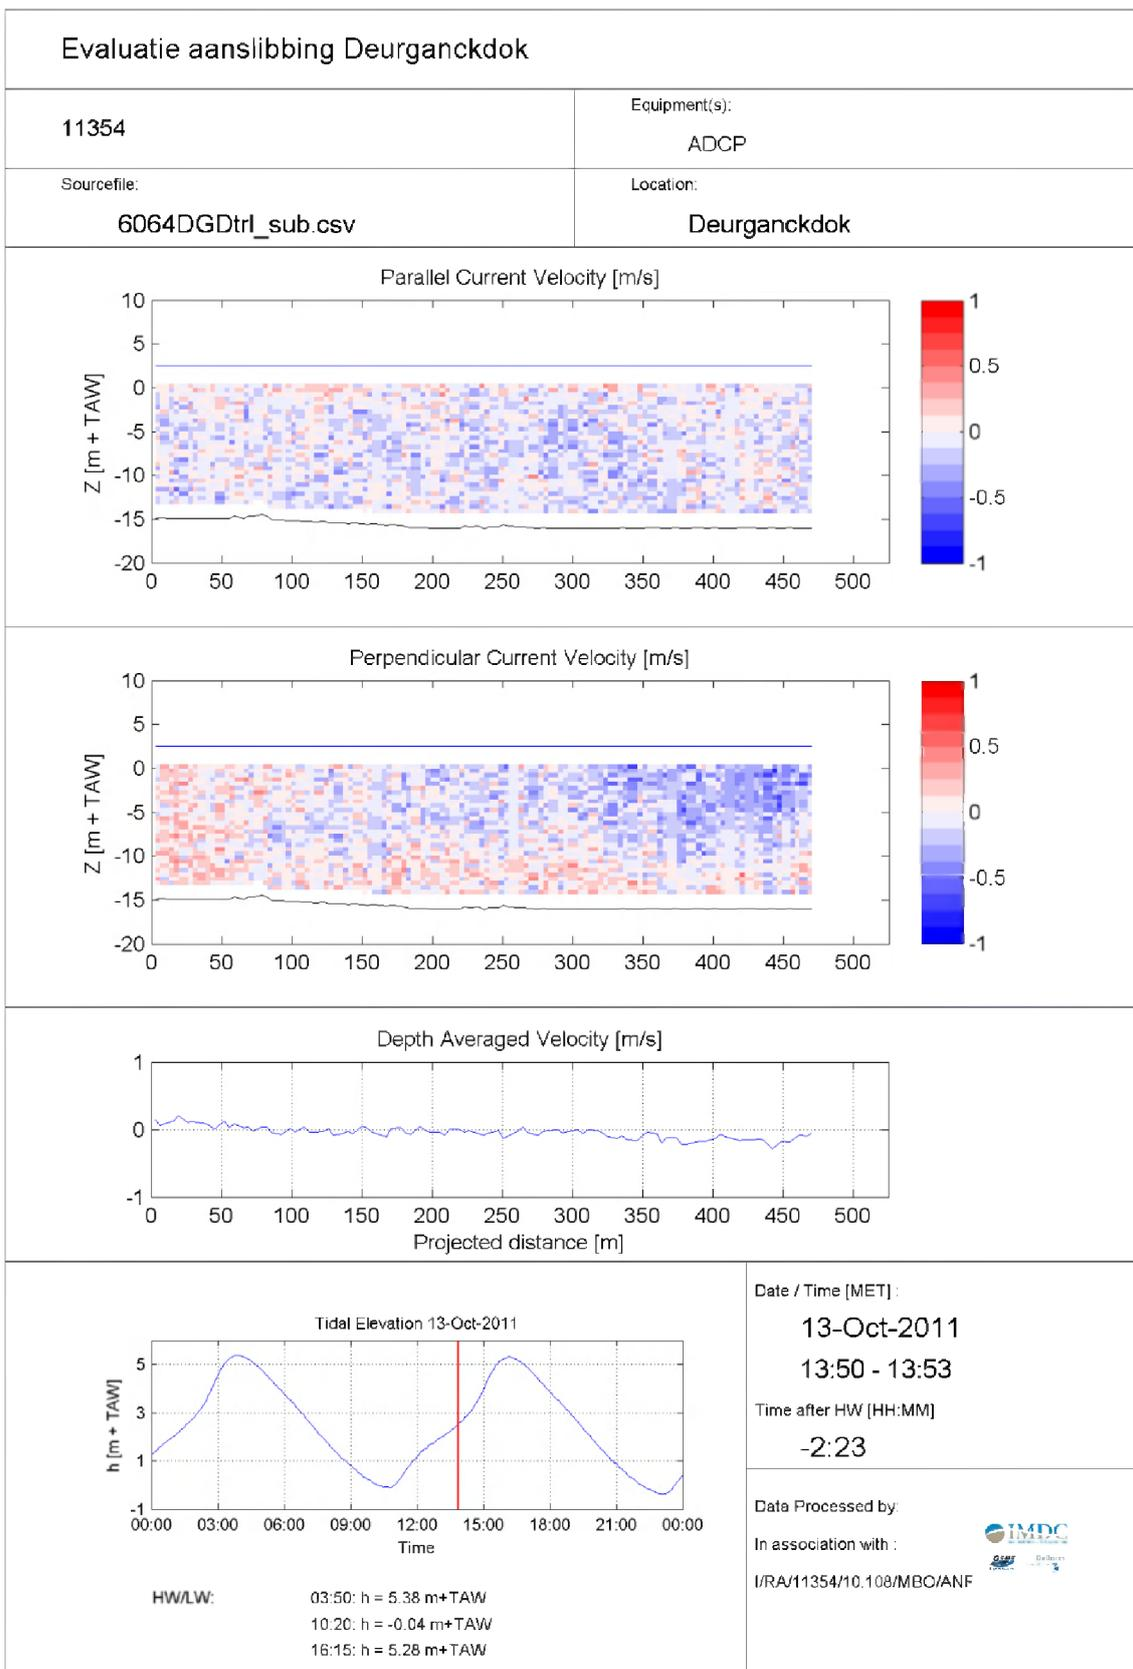 Evaluatie aanslibbing Deurganckdok
11354
Equipment(s):
ADCP
Sourcefile:
6064DGDtrl_sub.csv
Location:
Deurganckdok
Parallel Current Velocity [m/s]
Z [m + TAW]
10
5
0
-5
-10
-15
-20
0 50 100 150 200 250 300 350 400 450 500
1
0.5
0
-0.5
-1
Perpendicular Current Velocity [m/s]
Z [m + TAW]
10
5
0
-5
-10
-15
-20
0 50 100 150 200 250 300 350 400 450 500
1
0.5
0
-0.5
-1
Depth Averaged Velocity [m/s]
1
0
-1
0 50 100 150 200 250 300 350 400 450 500
Projected distance [m]
Tidal Elevation 13-Oct-2011
h [m + TAW]
5
3
1
-1
00:00 03:00 06:00 09:00 12:00 15:00 18:00 21:00 00:00
Time
HW/LW:
03:50: h = 5.38 m+TAW
10:20: h = -0.04 m+TAW
16:15: h = 5.28 m+TAW
Date / Time [MET] :
13-Oct-2011
13:50 - 13:53
Time after HW [HH:MM]
-2:23
Data Processed by:
IMDC
In association with :
I/RA/11354/10.108/MBO/ANF